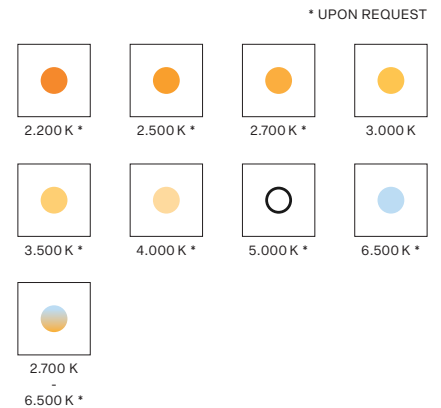 * UPON REQUEST
2.200 K *
2.500 K *
2.700 K *
3.000 K
3.500 K *
4.000 K *
5.000 K *
6.500 K *
2.700 K
-
6.500 K *